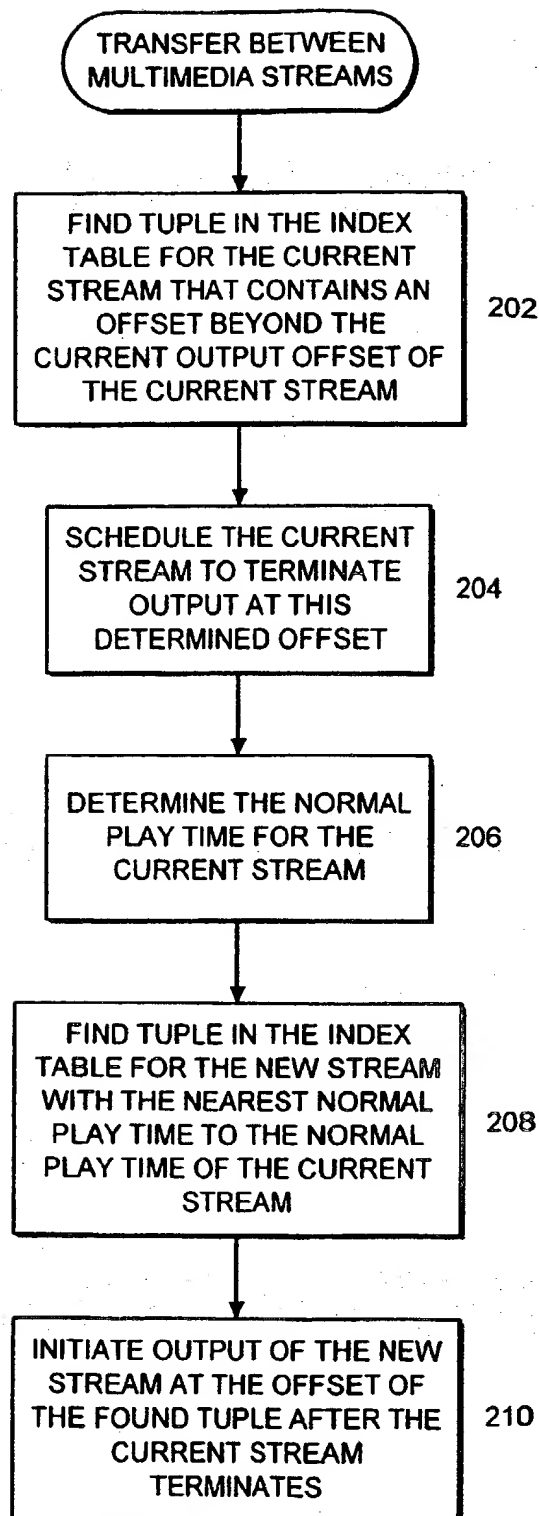 TRANSFER BETWEEN
MULTIMEDIA STREAMS
FIND TUPLE IN THE INDEX
TABLE FOR THE CURRENT
STREAM THAT CONTAINS AN
OFFSET BEYOND THE
CURRENT OUTPUT OFFSET OF
THE CURRENT STREAM
202
SCHEDULE THE CURRENT
STREAM TO TERMINATE
OUTPUT AT THIS
DETERMINED OFFSET
204
DETERMINE THE NORMAL
PLAY TIME FOR THE
CURRENT STREAM
206
FIND TUPLE IN THE INDEX
TABLE FOR THE NEW STREAM
WITH THE NEAREST NORMAL
PLAY TIME TO THE NORMAL
PLAY TIME OF THE CURRENT
STREAM
208
INITIATE OUTPUT OF THE NEW
STREAM AT THE OFFSET OF
THE FOUND TUPLE AFTER THE
CURRENT STREAM
TERMINATES
210